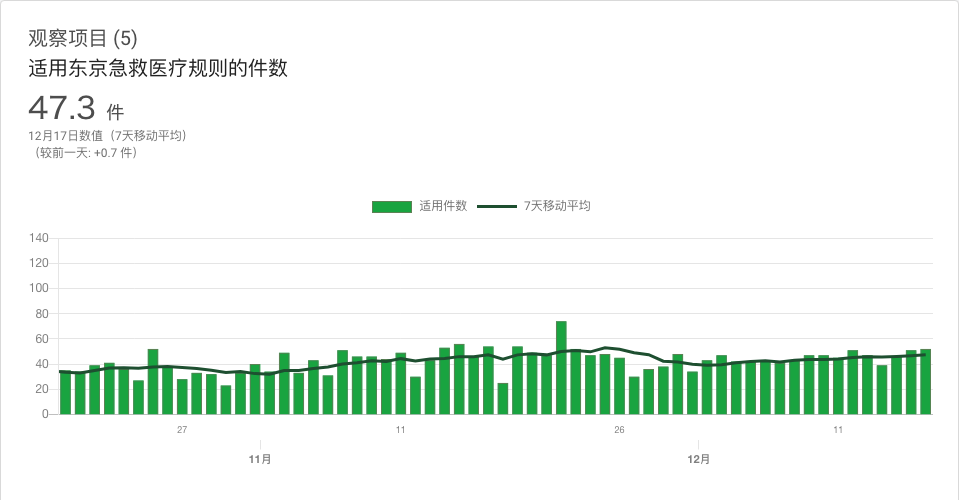 观察项目 (5)
适用东京急救医疗规则的件数
47.3 件
12月17日数值（7天移动平均）
（较前一天: +0.7 件）
适用件数 7天移动平均
140
120
100
80
60
40
20
0
27 11 26 11
11月 12月